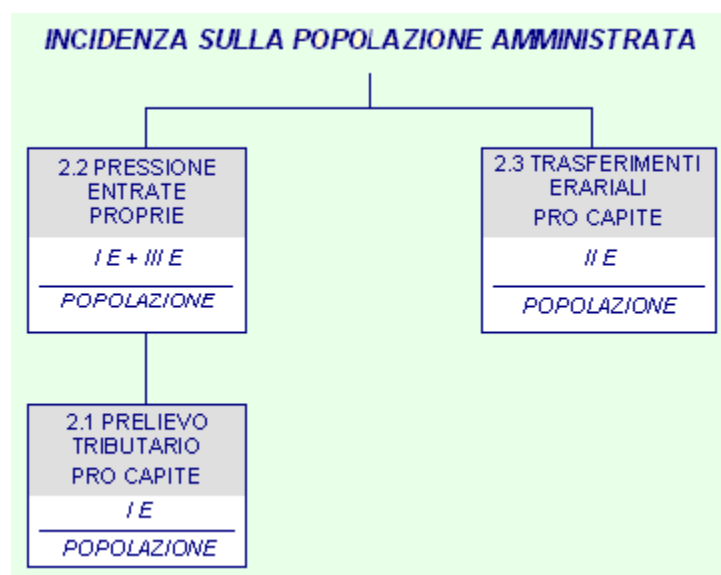 INCIDENZA SULLA POPOLAZIONE AMMINISTRATA
2.2 PRESSIONE
ENTRATE
PROPRIE
I E + III E
POPOLAZIONE
2.3 TRASFERIMENTI
ERARIALI
PRO CAPITE
II E
POPOLAZIONE
2.1 PRELIEVO
TRIBUTARIO
PRO CAPITE
I E
POPOLAZIONE